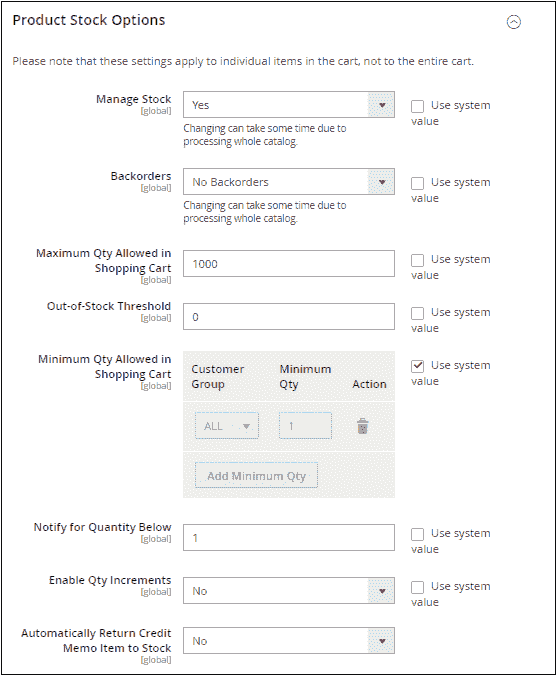 Product Stock Options
Please note that these settings apply to individual items in the cart, not to the entire cart.
Manage Stock
[global]
Yes
Use system
value
Changing can take some time due to
processing whole catalog.
Backorders
[global]
No Backorders
Use system
value
Changing can take some time due to
processing whole catalog.
Maximum Qty Allowed in
Shopping Cart
[global]
1000
Use system
value
Out-of-Stock Threshold
[global]
0
Use system
value
Minimum Qty Allowed in
Shopping Cart
[global]
Customer
Group
Minimum
Qty
Action
ALL
1
Add Minimum Qty
Use system
value
Notify for Quantity Below
[global]
1
Use system
value
Enable Qty Increments
[global]
No
Use system
value
Automatically Return Credit
Memo Item to Stock
[global]
No